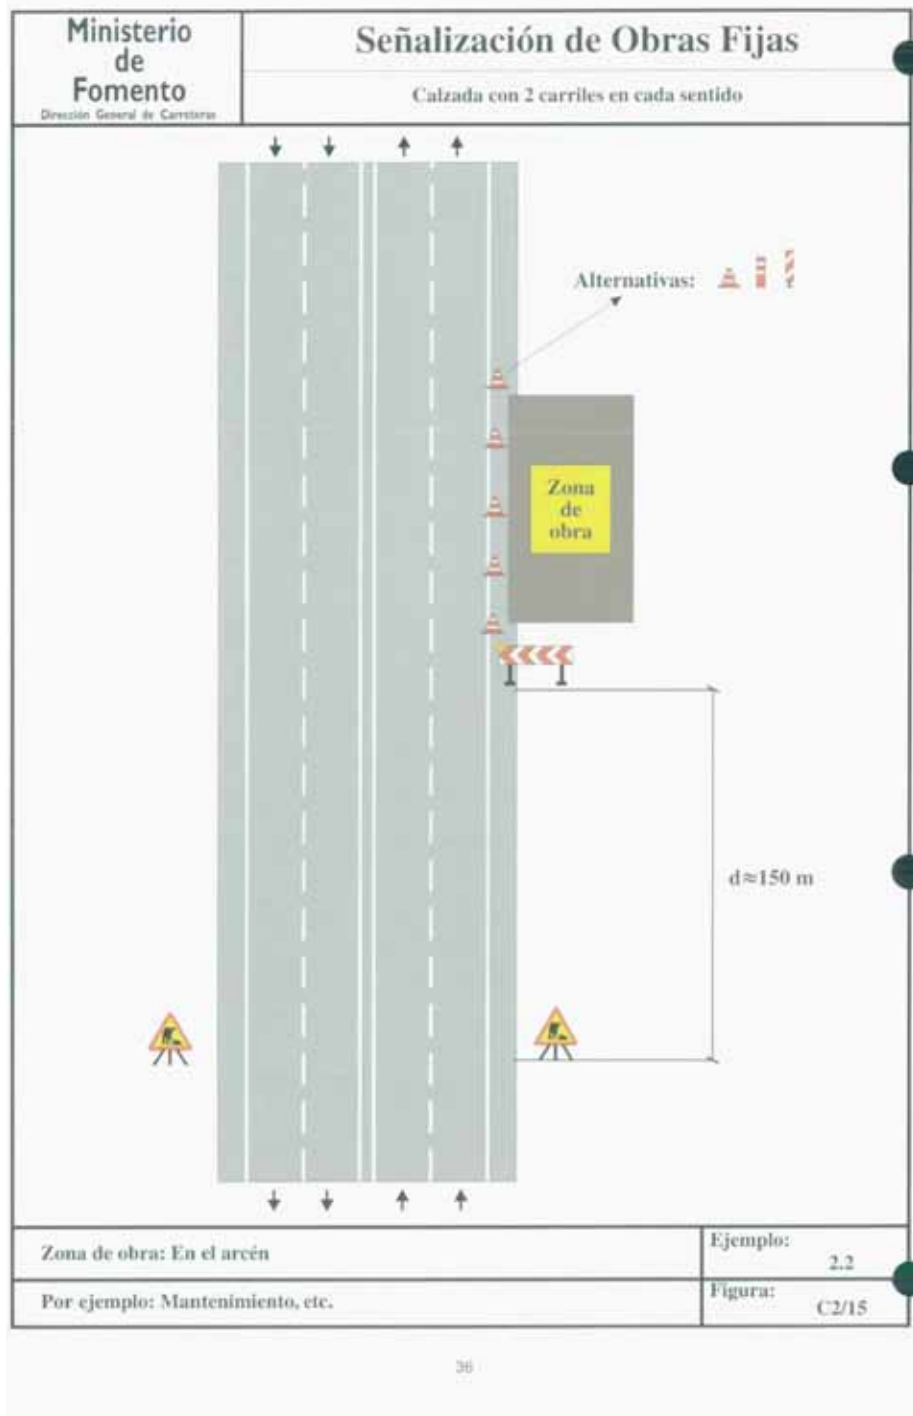 Ministerio
de
Fomento
Dirección General de Carreteras
Señalización de Obras Fijas
Calzada con 2 carriles en cada sentido
Alternativas:
Zona
de
obra
d≈150 m
Zona de obra: En el arcén
Ejemplo:
2.2
Por ejemplo: Mantenimiento, etc.
Figura:
C2/15
36